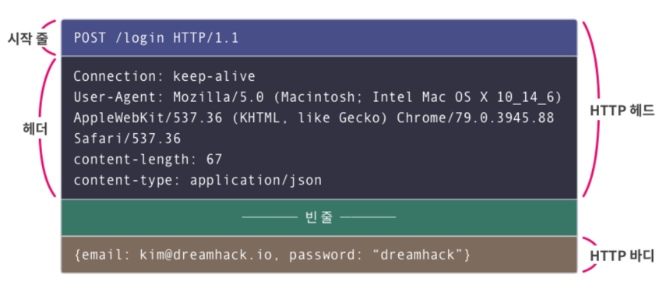 시작 줄
POST /login HTTP/1.1
Connection: keep-alive
User-Agent: Mozilla/5.0 (Macintosh; Intel Mac OS X 10_14_6)
AppleWebKit/537.36 (KHTML, like Gecko) Chrome/79.0.3945.88
Safari/537.36
content-length: 67
content-type: application/json
헤더
HTTP 헤드
빈 줄
{email: kim@dreamhack.io, password: “dreamhack”}
HTTP 바디